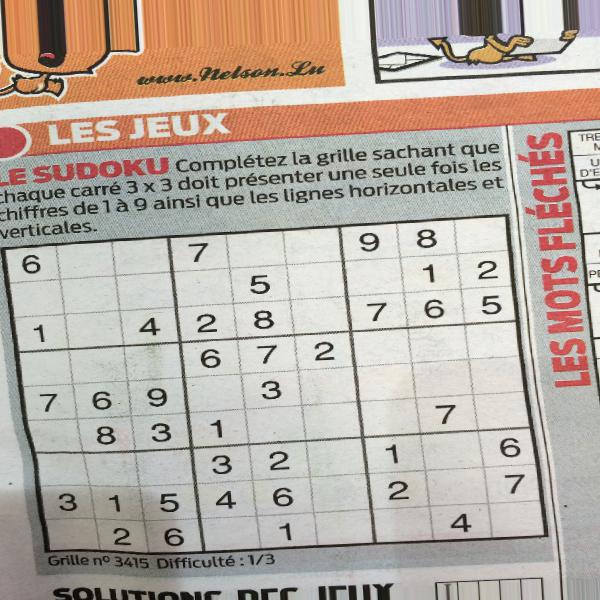 www.Nelson.Lu
LES JEUX
LE SUDOKU Complétez la grille sachant que
chaque carré 3 x 3 doit présenter une seule fois les
chiffres de 1 à 9 ainsi que les lignes horizontales et
verticales.
6 7 9 8
5 1 2
1 4 2 8 7 6 5
6 7 2
7 6 9 3
8 3 1 7
3 2 1 6
3 1 5 4 6 2 7
2 6 1 4
Grille nº 3415 Difficulté : 1/3
SOLUTIONS DES JEUX
LES MOTS FLÉCHÉS